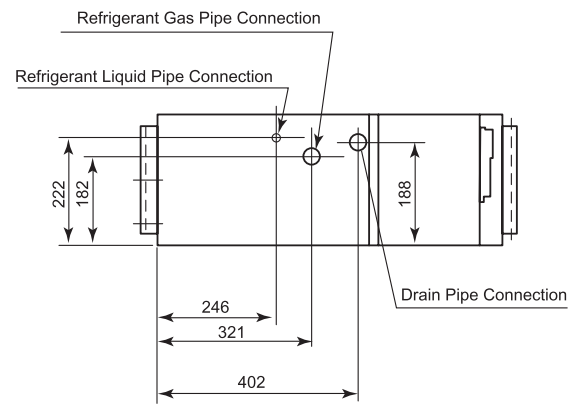 Refrigerant Gas Pipe Connection
Refrigerant Liquid Pipe Connection
222
182
188
Drain Pipe Connection
246
321
402